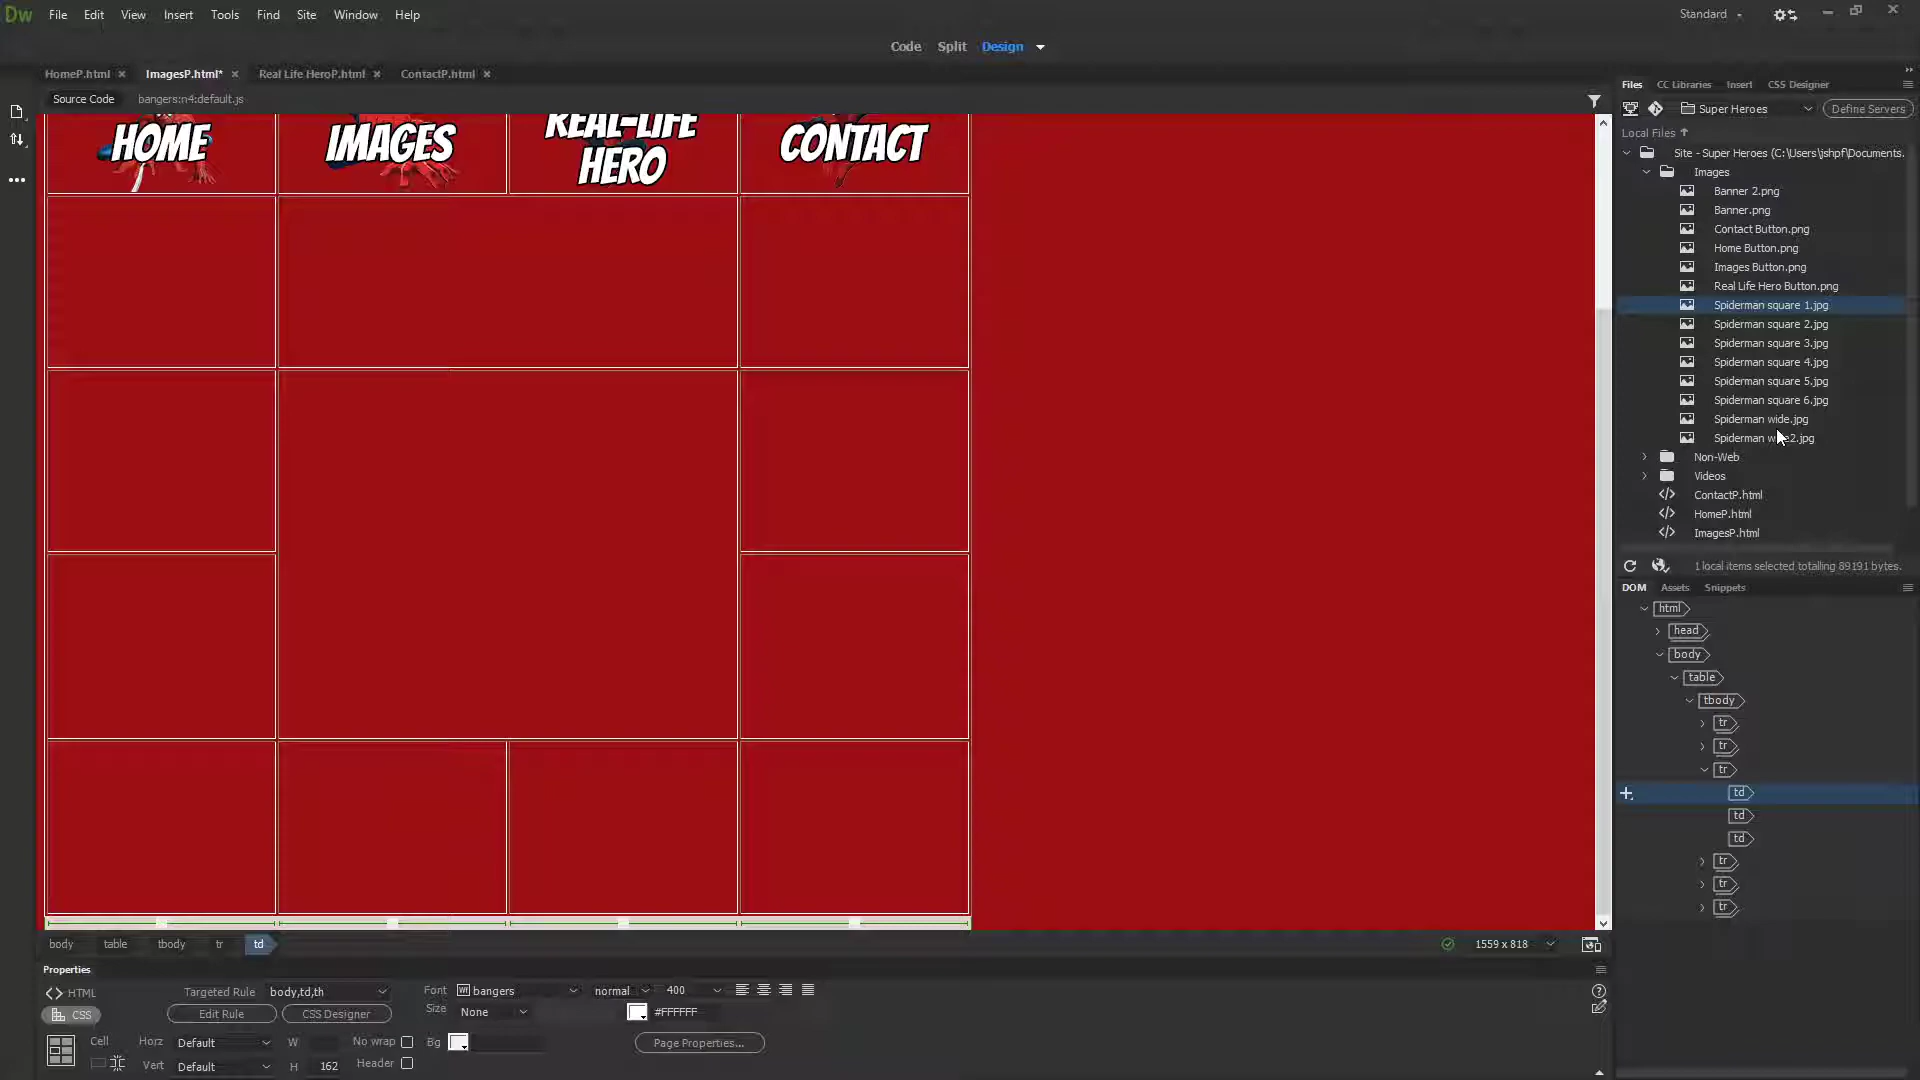 Dw File Edit View Insert Tools Find Site Window Help Standard
Code Split Design
HomeP.html ImagesP.html* Real Life HeroP.html ContactP.html
Source Code bangers:n4:default.js
HOME IMAGES REAL-LIFE HERO CONTACT
Files CC Libraries Insert CSS Designer
Super Heroes Define Servers
Local Files
Site - Super Heroes (C:\Users\jshpf\Documents.
Images
Banner 2.png
Banner.png
Contact Button.png
Home Button.png
Images Button.png
Real Life Hero Button.png
Spiderman square 1.jpg
Spiderman square 2.jpg
Spiderman square 3.jpg
Spiderman square 4.jpg
Spiderman square 5.jpg
Spiderman square 6.jpg
Spiderman wide.jpg
Spiderman
Non-Web
Videos
ContactP.html
HomeP.html
ImagesP.html
1 local items selected totalling 89191 bytes.
DOM Assets Snippets
html
head
body
table
tbody
tr
tr
tr
td
td
td
tr
tr
tr
body table tbody tr td 1559 x 818
Properties
HTML Targeted Rule body,td,th Font bangers normal 400
CSS Edit Rule CSS Designer Size None #FFFFFF
Cell Horz Default W No wrap Bg Page Properties...
Vert Default H 162 Header